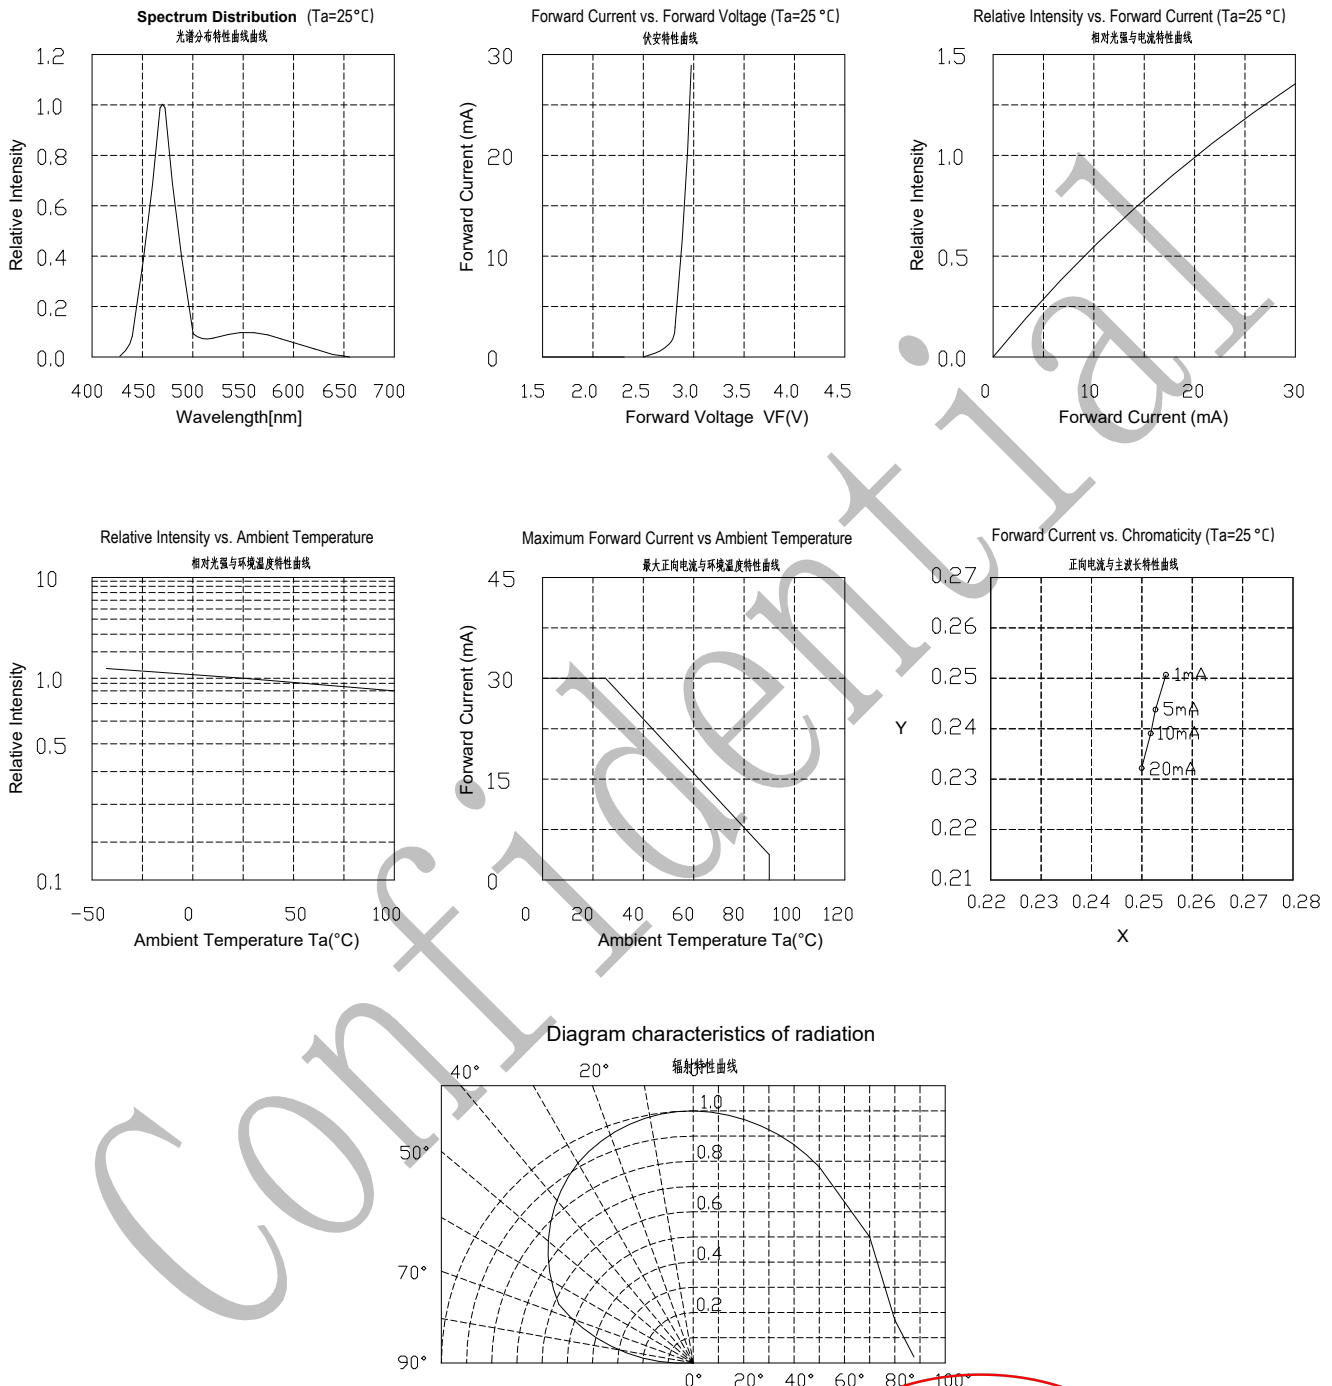 Spectrum Distribution (Ta=25°C)
光谱分布特性曲线曲线
1.2
1.0
0.8
0.6
0.4
0.2
0.0
Relative Intensity
400 450 500 550 600 650 700
Wavelength[nm]
Forward Current vs. Forward Voltage (Ta=25°C)
伏安特性曲线
30
20
10
0
Forward Current (mA)
1.5 2.0 2.5 3.0 3.5 4.0 4.5
Forward Voltage VF(V)
Relative Intensity vs. Forward Current (Ta=25°C)
相对光强与电流特性曲线
1.5
1.0
0.5
0.0
Relative Intensity
0 10 20 30
Forward Current (mA)
Relative Intensity vs. Ambient Temperature
相对光强与环境温度特性曲线
10
1.0
0.5
0.1
Relative Intensity
-50 0 50 100
Ambient Temperature Ta(°C)
Maximum Forward Current vs Ambient Temperature
最大正向电流与环境温度特性曲线
45
30
15
0
Forward Current (mA)
0 20 40 60 80 100 120
Ambient Temperature Ta(°C)
Forward Current vs. Chromaticity (Ta=25°C)
正向电流与主波长特性曲线
0.27
0.26
0.25
0.24
0.23
0.22
0.21
Y
1mA
5mA
10mA
20mA
0.22 0.23 0.24 0.25 0.26 0.27 0.28
X
Diagram characteristics of radiation
辐射特性曲线
40° 20° 0°
50°
70°
90°
1.0
0.8
0.6
0.4
0.2
0° 20° 40° 60° 80° 100°
Confidential